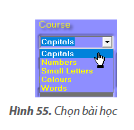 Course
Capitals
Capitals
Numbers
Small Letters
Colours
Words
Hình 55. Chọn bài học